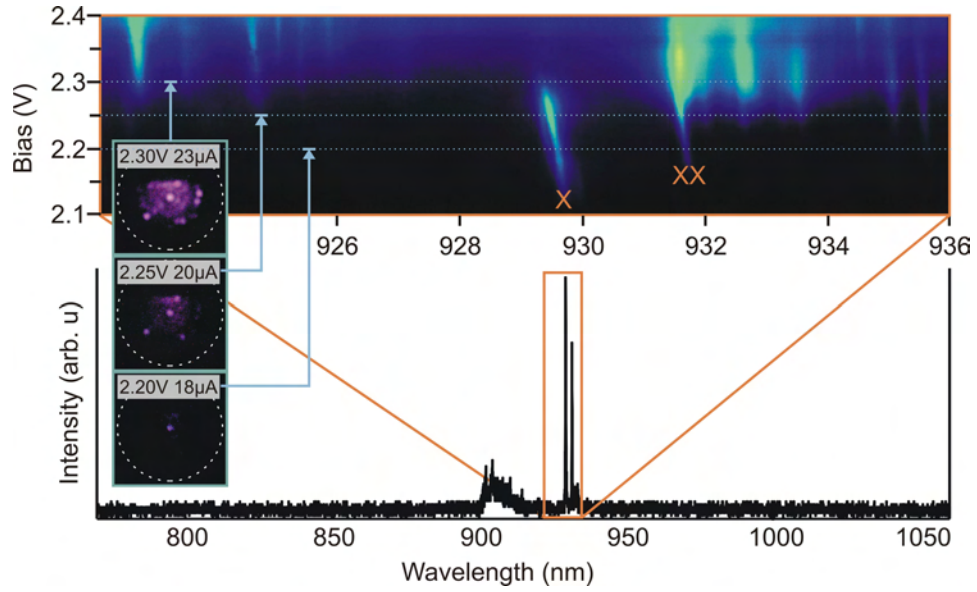 2.4
2.3
2.2
2.1
Bias (V)
X
XX
926
928
930
932
934
936
2.30V 23µA
2.25V 20µA
2.20V 18µA
Intensity (arb. u)
800
850
900
950
1000
1050
Wavelength (nm)